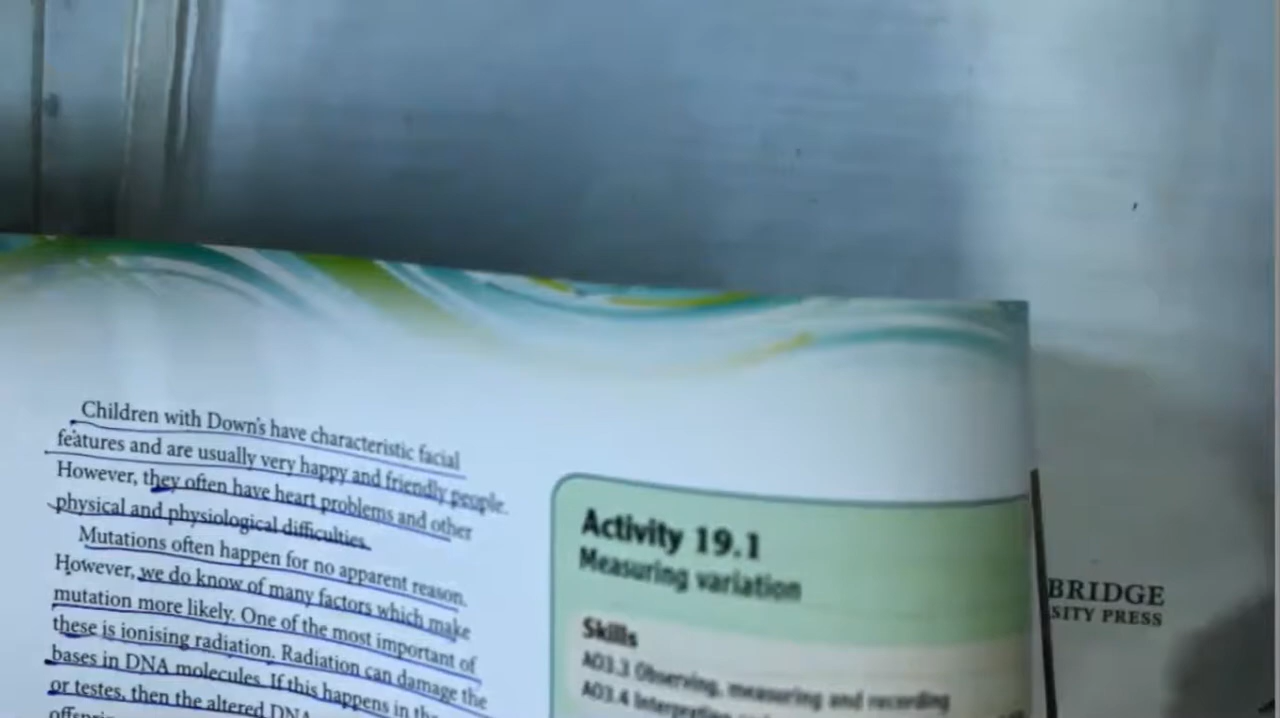 Children with Down's have characteristic facial
features and are usually very happy and friendly people.
However, they often have heart problems and other
physical and physiological difficulties.
Mutations often happen for no apparent reason.
However, we do know of many factors which make
mutation more likely. One of the most important of
these is ionising radiation. Radiation can damage the
bases in DNA molecules. If this happens in the
or testes, then the altered DNA
Activity 19.1
Measuring variation
Skills
AO3.3 Observing, measuring and recording
AO3.4
BRIDGE
SITY PRESS